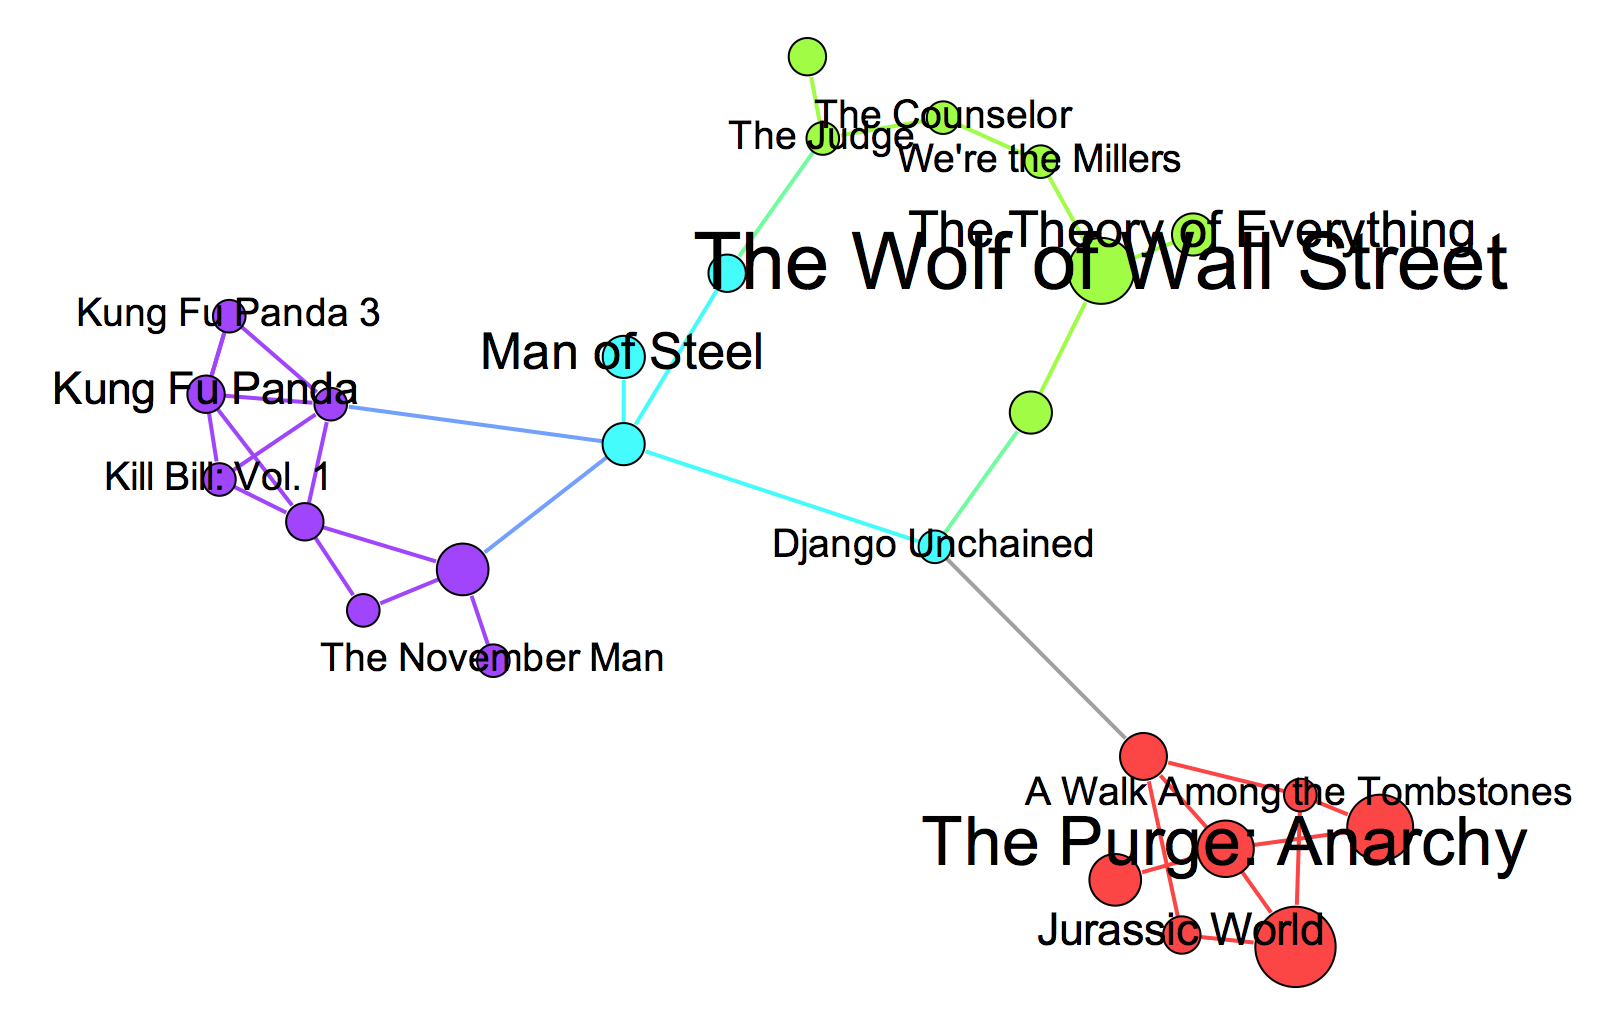 The Counselor
The Judge
We're the Millers
The Theory of Everything
The Wolf of Wall Street
Kung Fu Panda 3
Man of Steel
Kung Fu Panda
Kill Bill: Vol. 1
Django Unchained
The November Man
A Walk Among the Tombstones
The Purge: Anarchy
Jurassic World